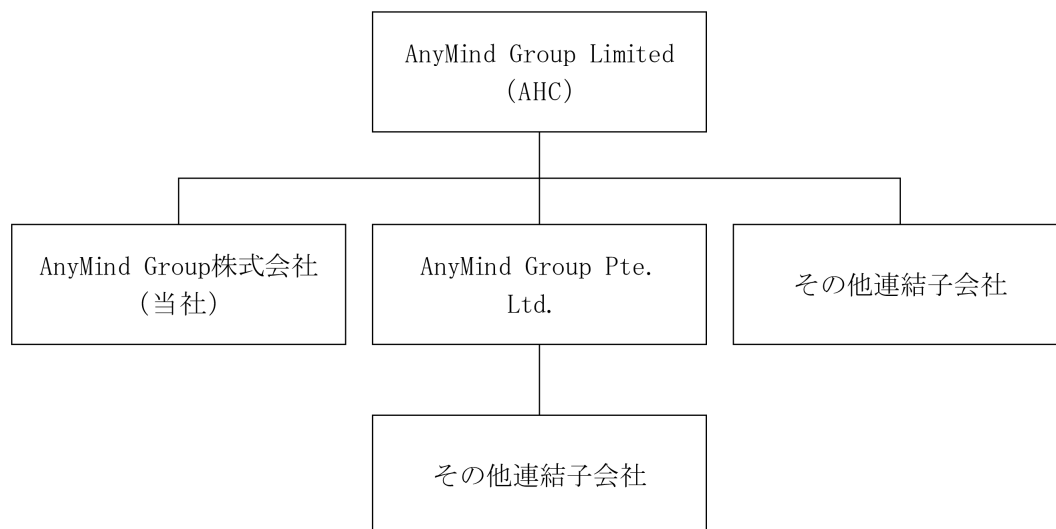 AnyMind Group Limited
(AHC)
AnyMind Group株式会社
(当社)
AnyMind Group Pte.
Ltd.
その他連結子会社
その他連結子会社